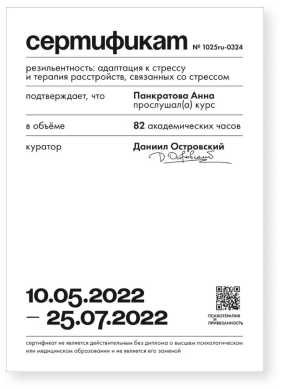 сертификат № 1025ru-0324
резильентность: адаптация к стрессу
и терапия расстройств, связанных со стрессом
подтверждает, что Панкратова Анна
прослушал(а) курс
в объёме 82 академических часов
куратор Даниил Островский
Д. Островский
10.05.2022
— 25.07.2022
ПСИХОТЕРАПИЯ
И
ПРИВЯЗАННОСТЬ
сертификат не является действительным без диплома о высшем психологическом
или медицинском образовании и не является его заменой